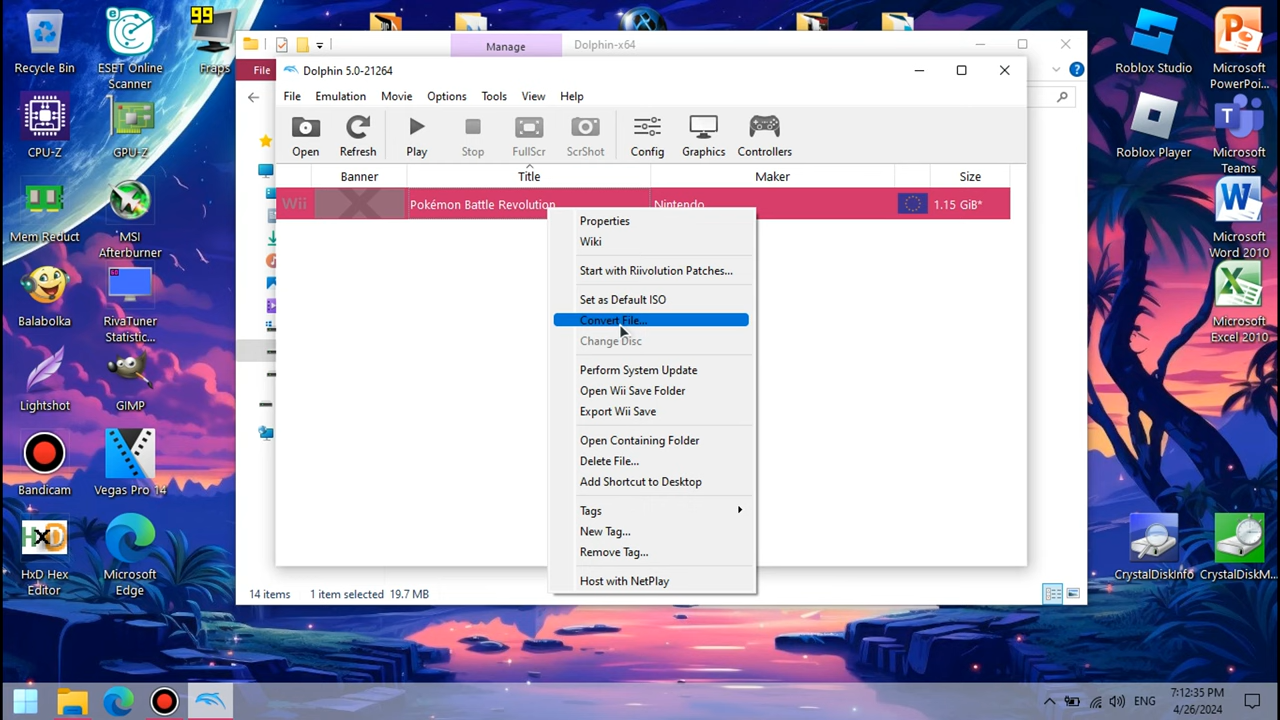 99
Recycle Bin
ESET Online
Scanner
Fraps
Manage
Dolphin-x64
Roblox Studio
Microsoft
PowerPoi...
File
Dolphin 5.0-21264
File Emulation Movie Options Tools View Help
CPU-Z
GPU-Z
Open Refresh Play Stop FullScr ScrShot Config Graphics Controllers
Roblox Player
Microsoft
Teams
Banner Title Maker Size
Wii Pokémon Battle Revolution Nintendo 1.15 GiB*
Mem Reduct
MSI
Afterburner
Microsoft
Word 2010
Properties
Wiki
Start with Riivolution Patches...
Set as Default ISO
Convert File...
Change Disc
Perform System Update
Open Wii Save Folder
Export Wii Save
Open Containing Folder
Delete File...
Add Shortcut to Desktop
Tags
New Tag...
Remove Tag...
Host with NetPlay
Balabolka
RivaTuner
Statistic...
Microsoft
Excel 2010
Lightshot
GIMP
Bandicam
Vegas Pro 14
HxD
HxD Hex
Editor
Microsoft
Edge
CrystalDiskInfo
CrystalDiskM...
14 items 1 item selected 19.7 MB
ENG
7:12:35 PM
4/26/2024